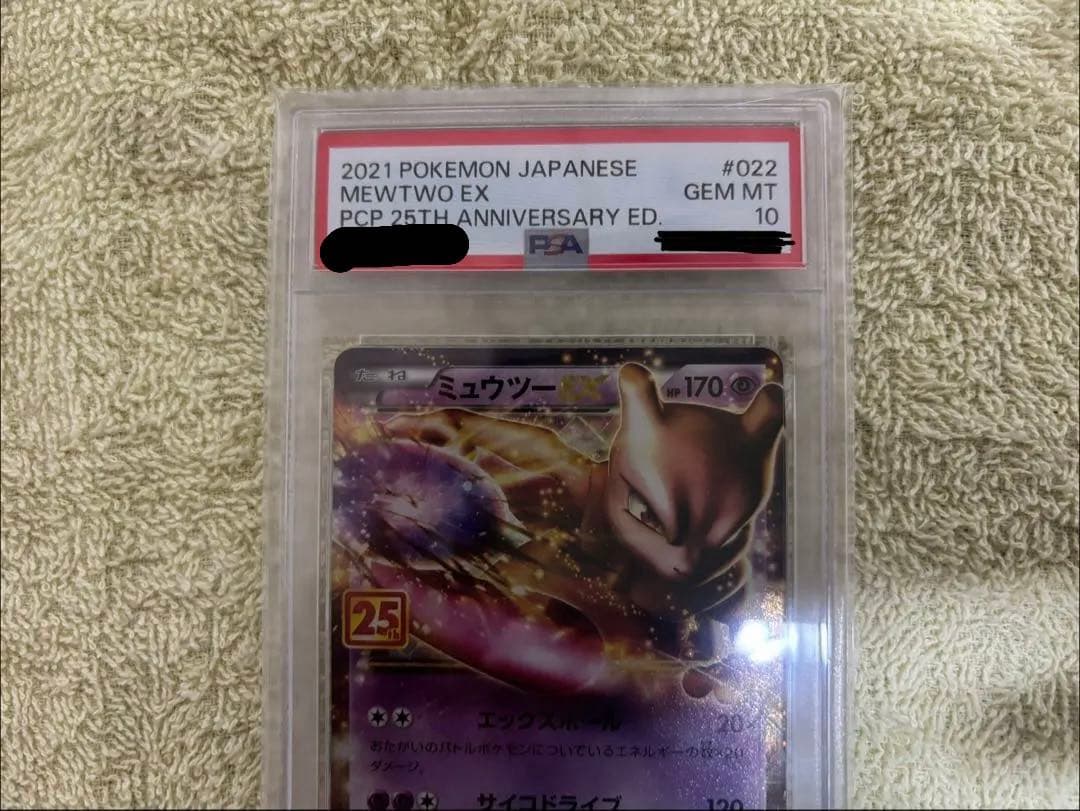 2021 POKEMON JAPANESE #022
MEWTWO EX GEM MT
PCP 25TH ANNIVERSARY ED. 10
PSA
たね ミュウツーEX HP170
25th
エックスボール 20×
おたがいのバトルポケモンについているエネルギーの数×20
ダメージ。
サイコドライブ 120